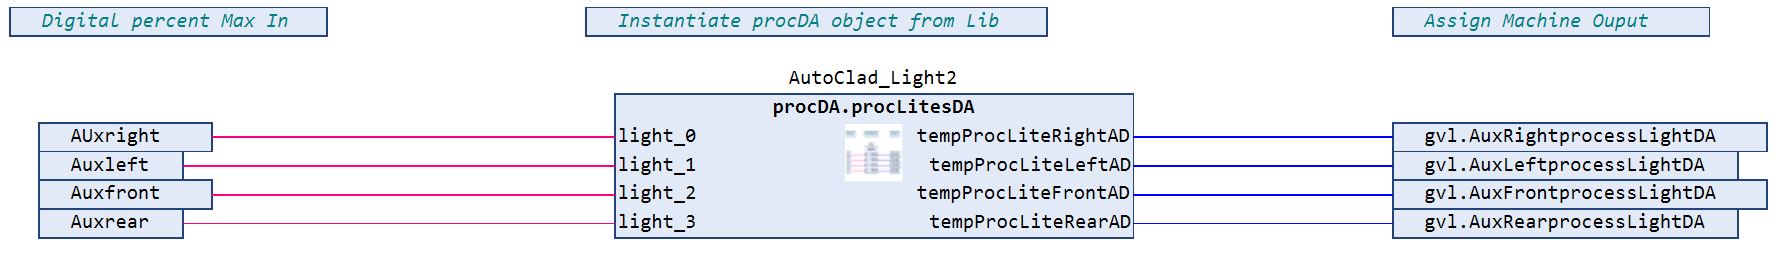 Digital percent Max In
Instantiate procDA object from Lib
Assign Machine Ouput
AutoClad_Light2
procDA.procLitesDA
AUxright light_0 tempProcLiteRightAD gvl.AuxRightprocessLightDA
Auxleft light_1 tempProcLiteLeftAD gvl.AuxLeftprocessLightDA
Auxfront light_2 tempProcLiteFrontAD gvl.AuxFrontprocessLightDA
Auxrear light_3 tempProcLiteRearAD gvl.AuxRearprocessLightDA